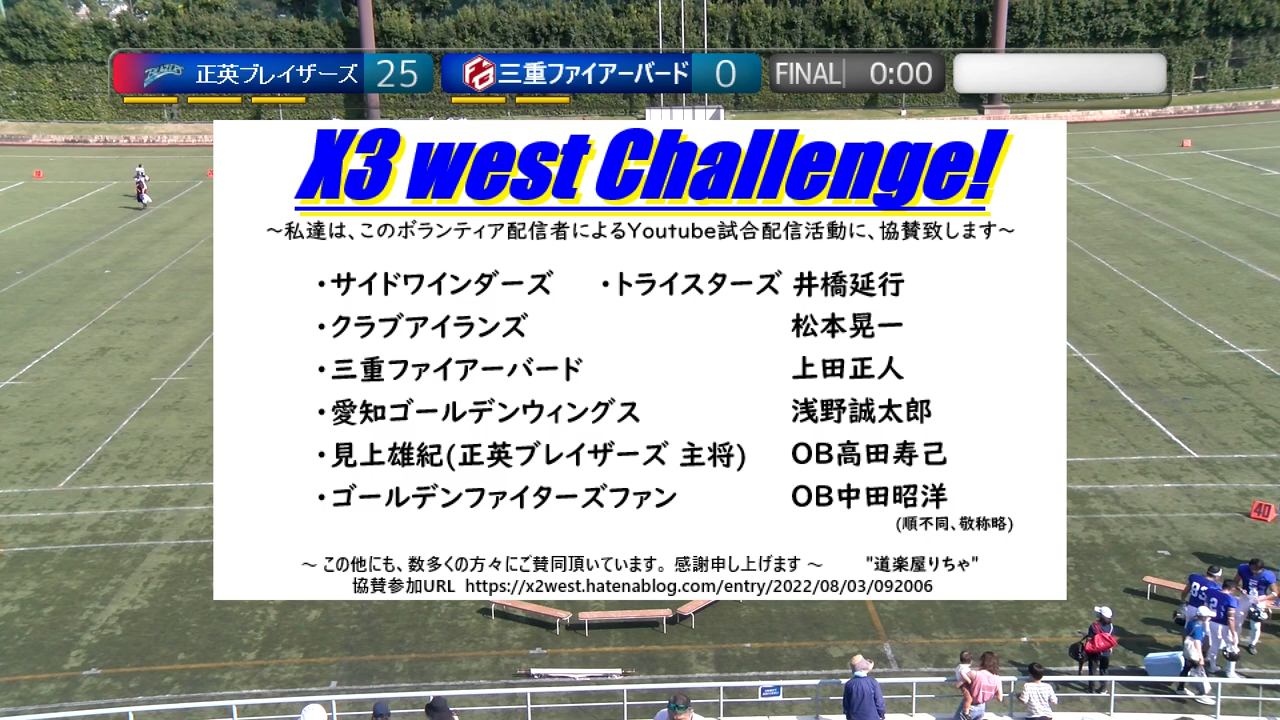 BLAZERS 正英ブレイザーズ 25 三重ファイアーバード 0 FINAL 0:00
X3 west Challenge!
～私達は、このボランティア配信者によるYoutube試合配信活動に、協賛致します～
・サイドワインダーズ ・トライスターズ 井橋延行
・クラブアイランズ 松本晃一
・三重ファイアーバード 上田正人
・愛知ゴールデンウィングス 浅野誠太郎
・見上雄紀(正英ブレイザーズ 主将) OB高田寿己
・ゴールデンファイターズファン OB中田昭洋
(順不同、敬称略)
～ この他にも、数多くの方々にご賛同頂いています。感謝申し上げます ～ "道楽屋りちゃ"
協賛参加URL https://x2west.hatenablog.com/entry/2022/08/03/092006
40